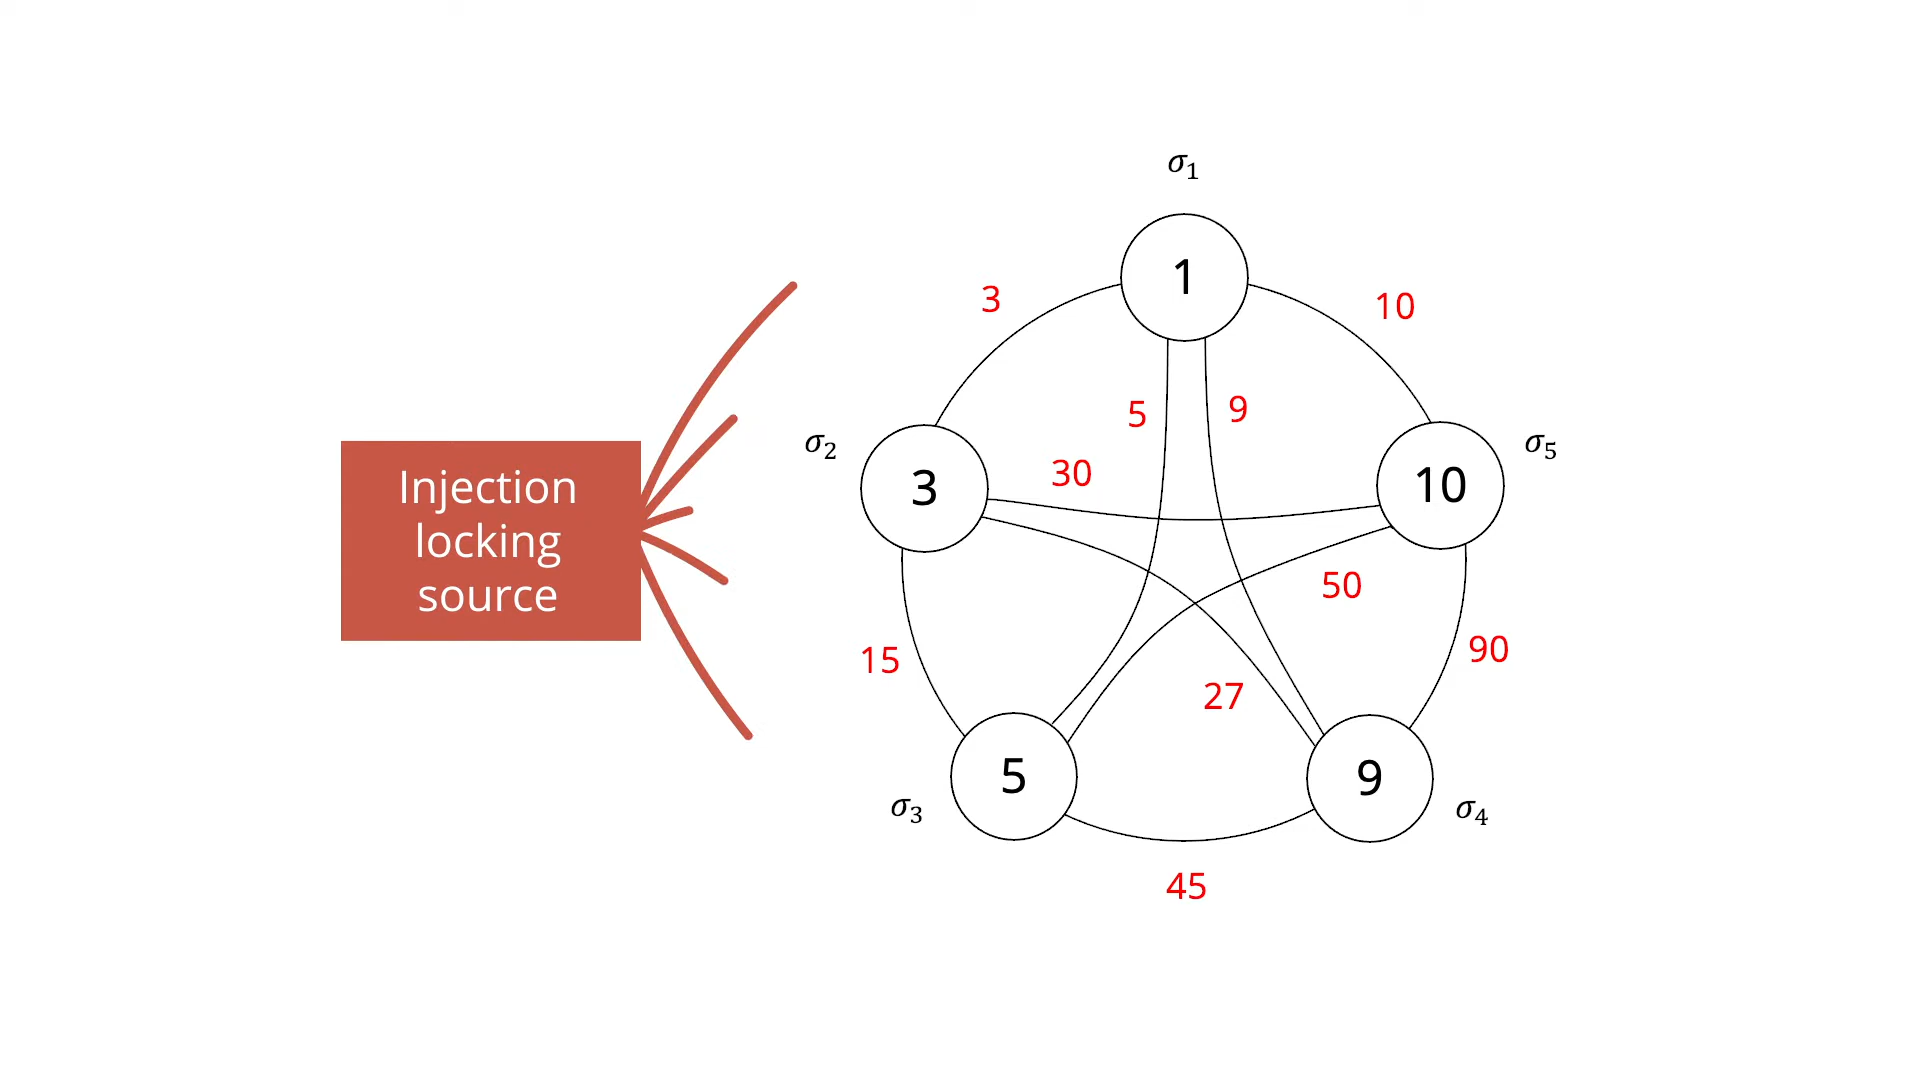 Injection
locking
source
σ₁
1
3
10
5
9
σ₂
3
30
10
σ₅
50
15
27
90
5
9
σ₃
σ₄
45